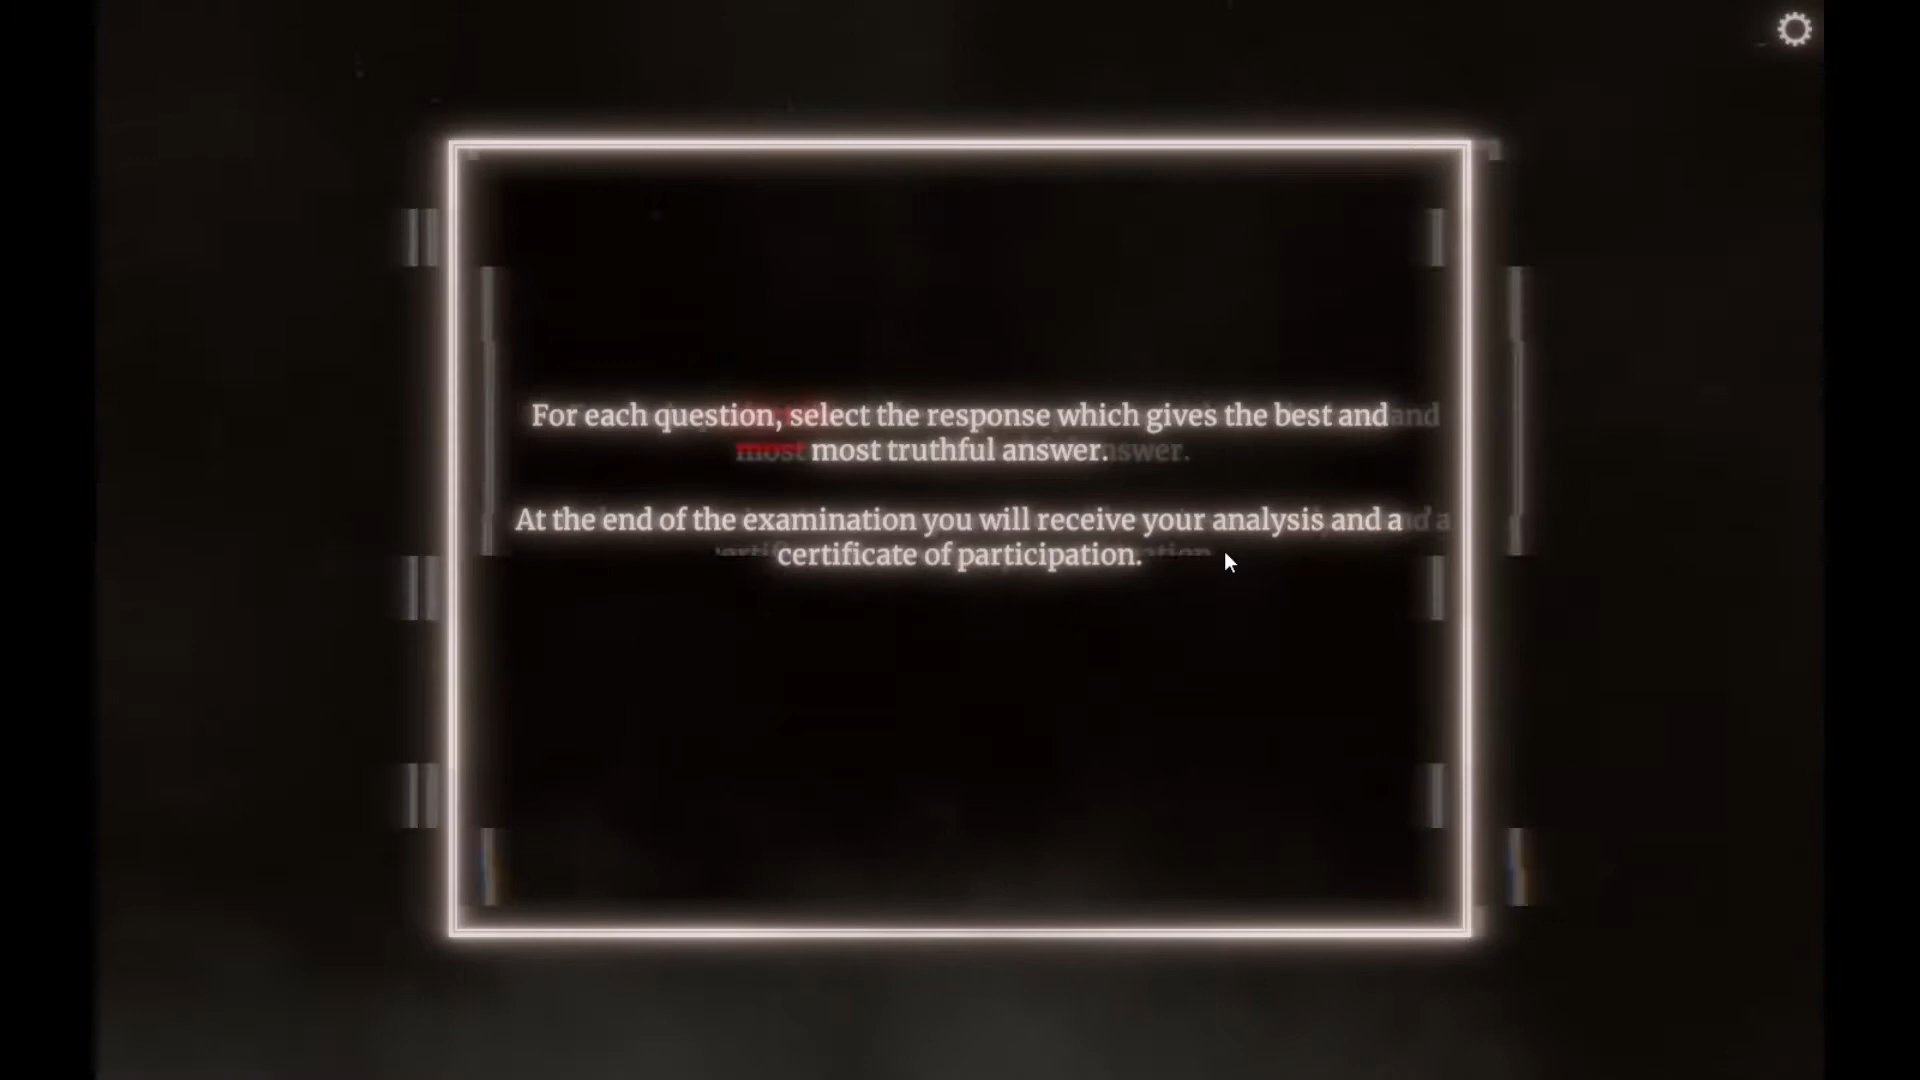 For each question, select the response which gives the best and
most truthful answer.
At the end of the examination you will receive your analysis and a
certificate of participation.